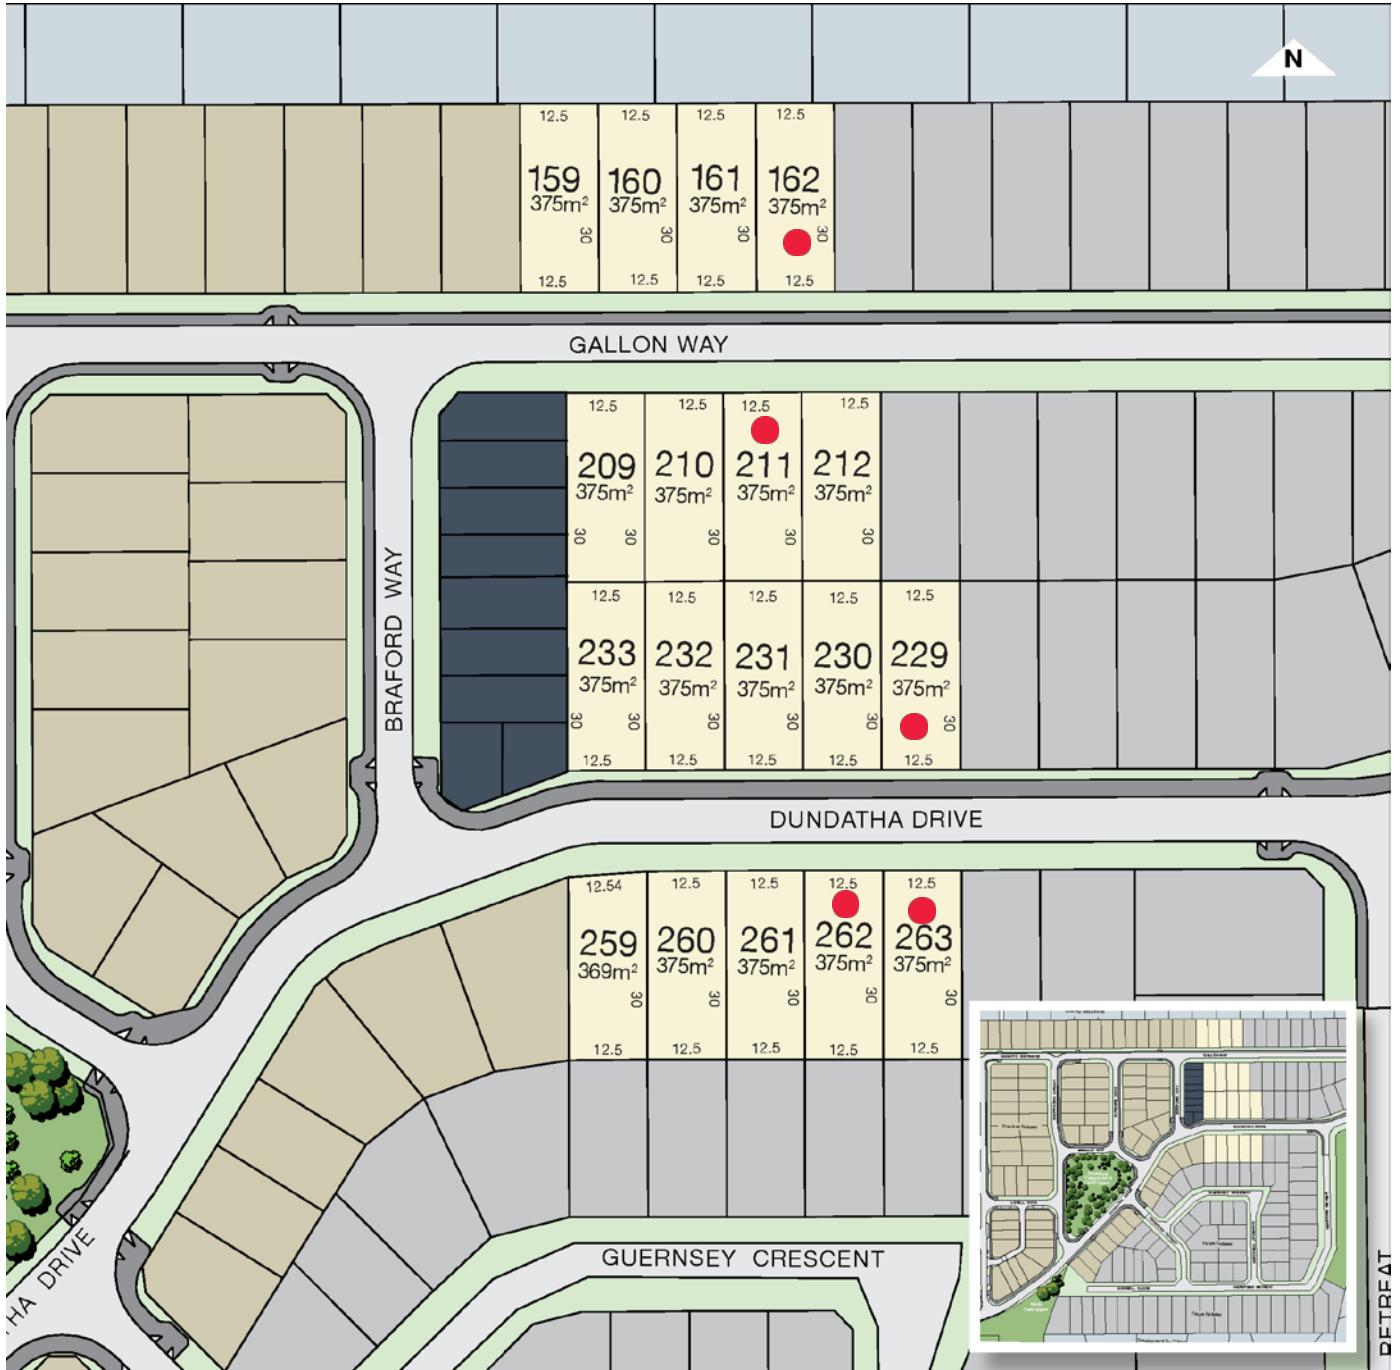 N
12.5 12.5 12.5 12.5
159 160 161 162
375m² 375m² 375m² 375m²
30 30 30 30
12.5 12.5 12.5 12.5
GALLON WAY
12.5 12.5 12.5 12.5
209 210 211 212
375m² 375m² 375m² 375m²
30 30 30 30 30
BRAFORD WAY
12.5 12.5 12.5 12.5 12.5
233 232 231 230 229
375m² 375m² 375m² 375m² 375m²
30 30 30 30 30 30
12.5 12.5 12.5 12.5 12.5
DUNDATHA DRIVE
12.54 12.5 12.5 12.5 12.5
259 260 261 262 263
369m² 375m² 375m² 375m² 375m²
30 30 30 30 30
12.5 12.5 12.5 12.5 12.5
GUERNSEY CRESCENT
THA DRIVE
RETREAT